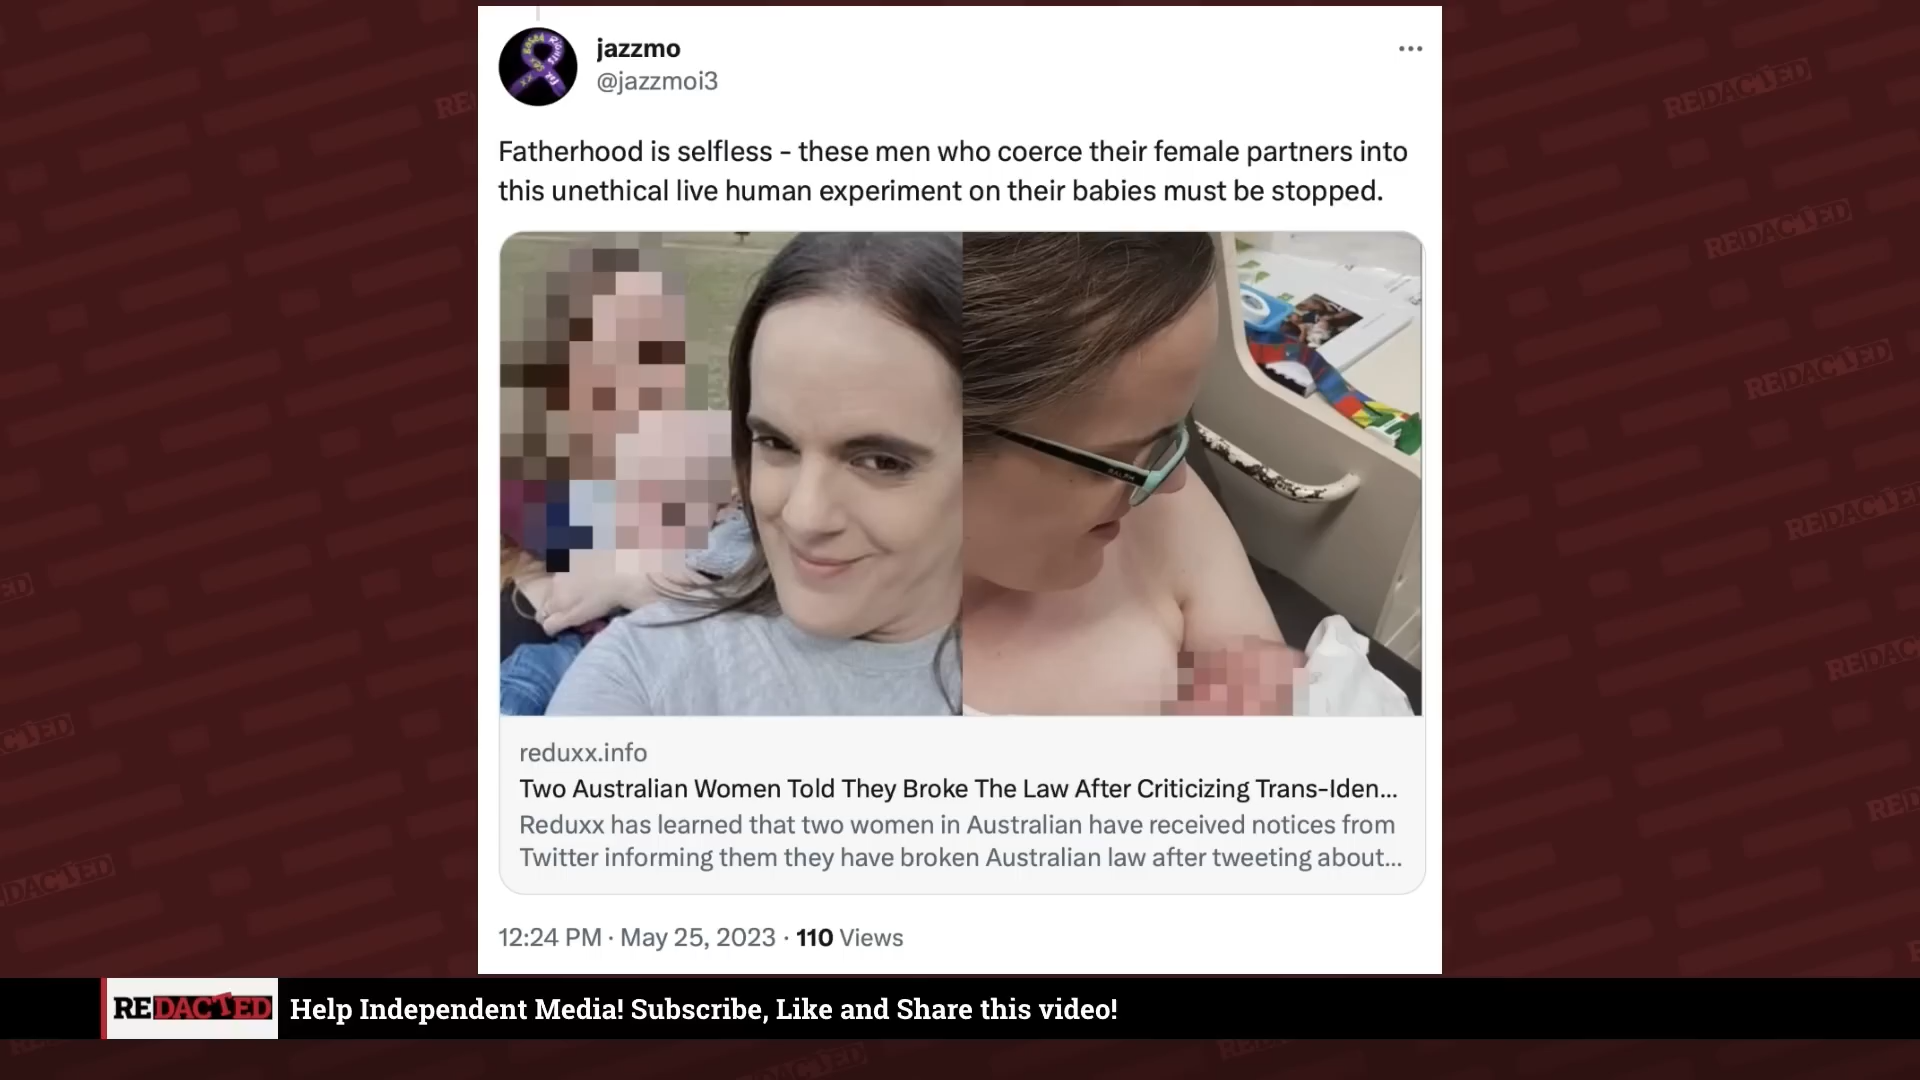 jazzmo
@jazzmoi3
Fatherhood is selfless - these men who coerce their female partners into
this unethical live human experiment on their babies must be stopped.
reduxx.info
Two Australian Women Told They Broke The Law After Criticizing Trans-Iden...
Reduxx has learned that two women in Australian have received notices from
Twitter informing them they have broken Australian law after tweeting about...
12:24 PM · May 25, 2023 · 110 Views
REDACTED Help Independent Media! Subscribe, Like and Share this video!